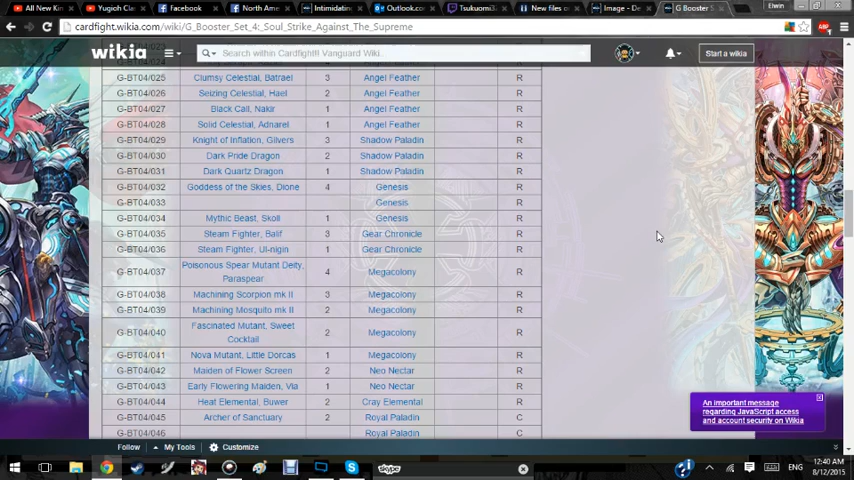 All New Kin
Yugioh Clas
Facebook
North Ame
Intimidatin
Outlook.co
Tsukuomi3
New files o
Image - De
G Booster S
Elwin
cardfight.wikia.com/wiki/G_Booster_Set_4:_Soul_Strike_Against_The_Supreme
wikia
Search within Cardfight!! Vanguard Wiki
Start a wikia
G-BT04/025 Clumsy Celestial, Batrael 3 Angel Feather R
G-BT04/026 Seizing Celestial, Hael 2 Angel Feather R
G-BT04/027 Black Call, Nakir 1 Angel Feather R
G-BT04/028 Solid Celestial, Adnarel 1 Angel Feather R
G-BT04/029 Knight of Inflation, Gilvers 3 Shadow Paladin R
G-BT04/030 Dark Pride Dragon 2 Shadow Paladin R
G-BT04/031 Dark Quartz Dragon 1 Shadow Paladin R
G-BT04/032 Goddess of the Skies, Dione 4 Genesis R
G-BT04/033 Genesis R
G-BT04/034 Mythic Beast, Skoll 1 Genesis R
G-BT04/035 Steam Fighter, Balif 3 Gear Chronicle R
G-BT04/036 Steam Fighter, Ul-nigin 1 Gear Chronicle R
G-BT04/037 Poisonous Spear Mutant Deity, Paraspear 4 Megacolony R
G-BT04/038 Machining Scorpion mk II 3 Megacolony R
G-BT04/039 Machining Mosquito mk II 2 Megacolony R
G-BT04/040 Fascinated Mutant, Sweet Cocktail 2 Megacolony R
G-BT04/041 Nova Mutant, Little Dorcas 1 Megacolony R
G-BT04/042 Maiden of Flower Screen 2 Neo Nectar R
G-BT04/043 Early Flowering Maiden, Via 1 Neo Nectar R
G-BT04/044 Heat Elemental, Buwer 2 Cray Elemental R
G-BT04/045 Archer of Sanctuary 2 Royal Paladin C
G-BT04/046 Royal Paladin C
An important message
regarding JavaScript access
and account security on Wikia
Follow My Tools Customize
skype
ENG
12:40 AM
8/12/2015